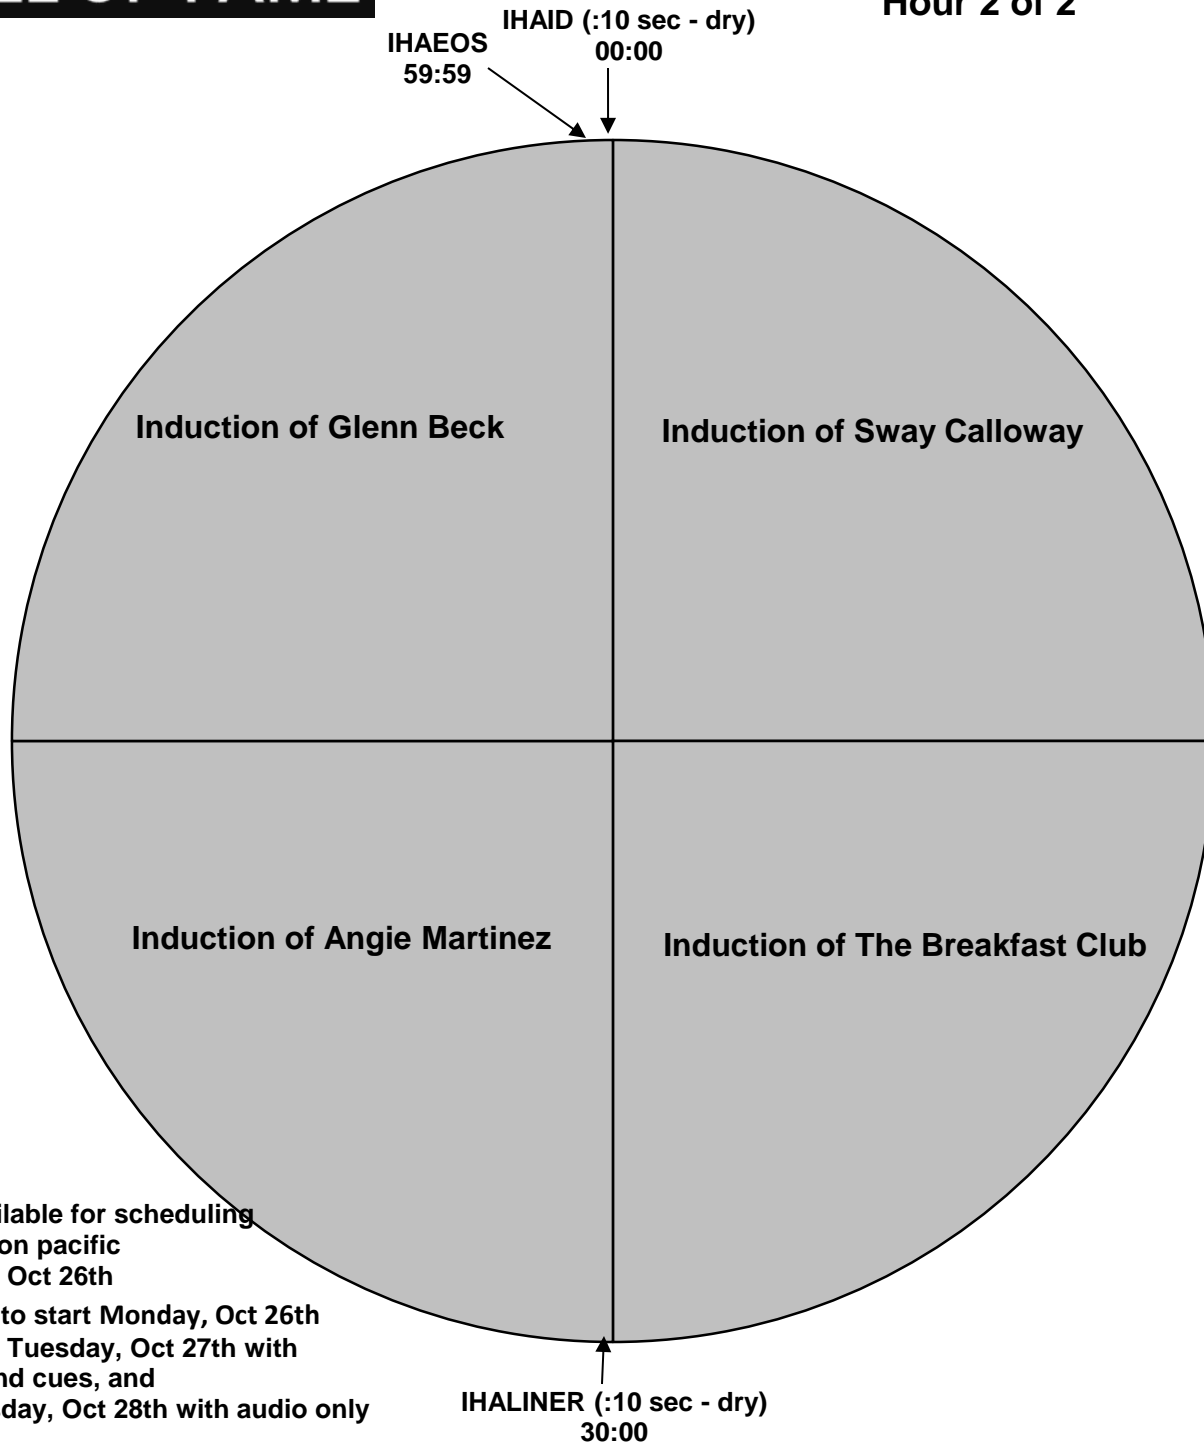 OF FAME
Hour 2 of 2
IHAID (:10 sec - dry)
00:00
IHAEOS
59:59
Induction of Glenn Beck
Induction of Sway Calloway
Induction of Angie Martinez
Induction of The Breakfast Club
for scheduling
on pacific
Oct 26th
to start Monday, Oct 26th
Tuesday, Oct 27th with
cues, and
Oct 28th with audio only
IHALINER (:10 sec - dry)
30:00